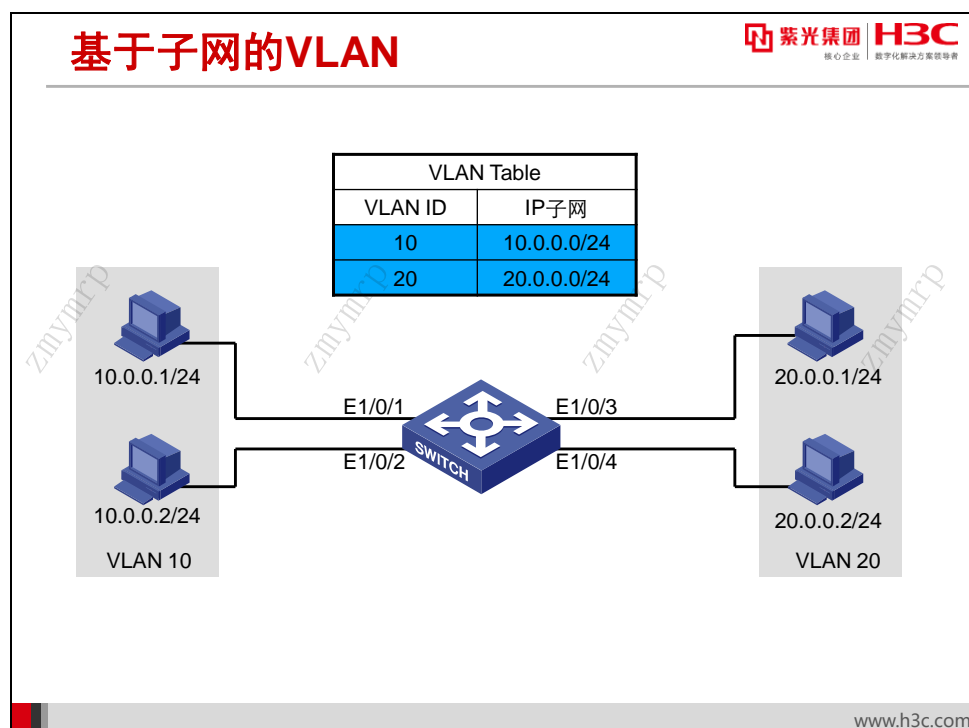 基于子网的VLAN
紫光集团 H3C
核心企业 数字化解决方案领导者
VLAN Table
VLAN ID IP子网
10 10.0.0.0/24
20 20.0.0.0/24
zmymrp zmymrp zmymrp zmymrp
10.0.0.1/24
20.0.0.1/24
E1/0/1
E1/0/3
SWITCH
E1/0/2
E1/0/4
10.0.0.2/24
20.0.0.2/24
VLAN 10
VLAN 20
www.h3c.com